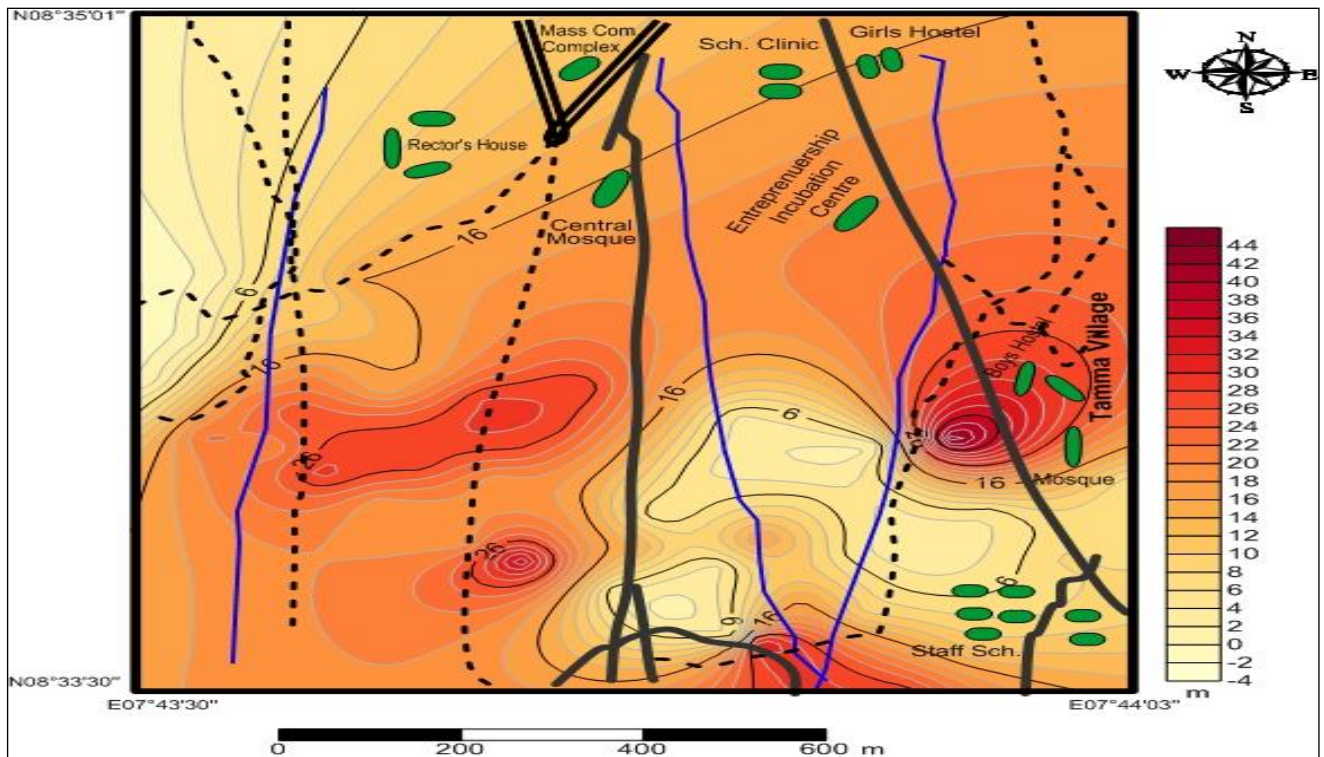 N08°35'01"
Mass Com.
Complex
Sch. Clinic
Girls Hostel
N
W
E
S
Rector's House
Central
Mosque
Entreprenuership
Incubation
Centre
16
6
16
26
16
6
Boys Hostel
Tamma Village
16
Mosque
26
6
6
16
Staff Sch.
44
42
40
38
36
34
32
30
28
26
24
22
20
18
16
14
12
10
8
6
4
2
0
-2
-4
m
N08°33'30"
E07°43'30"
E07°44'03"
0
200
400
600
m